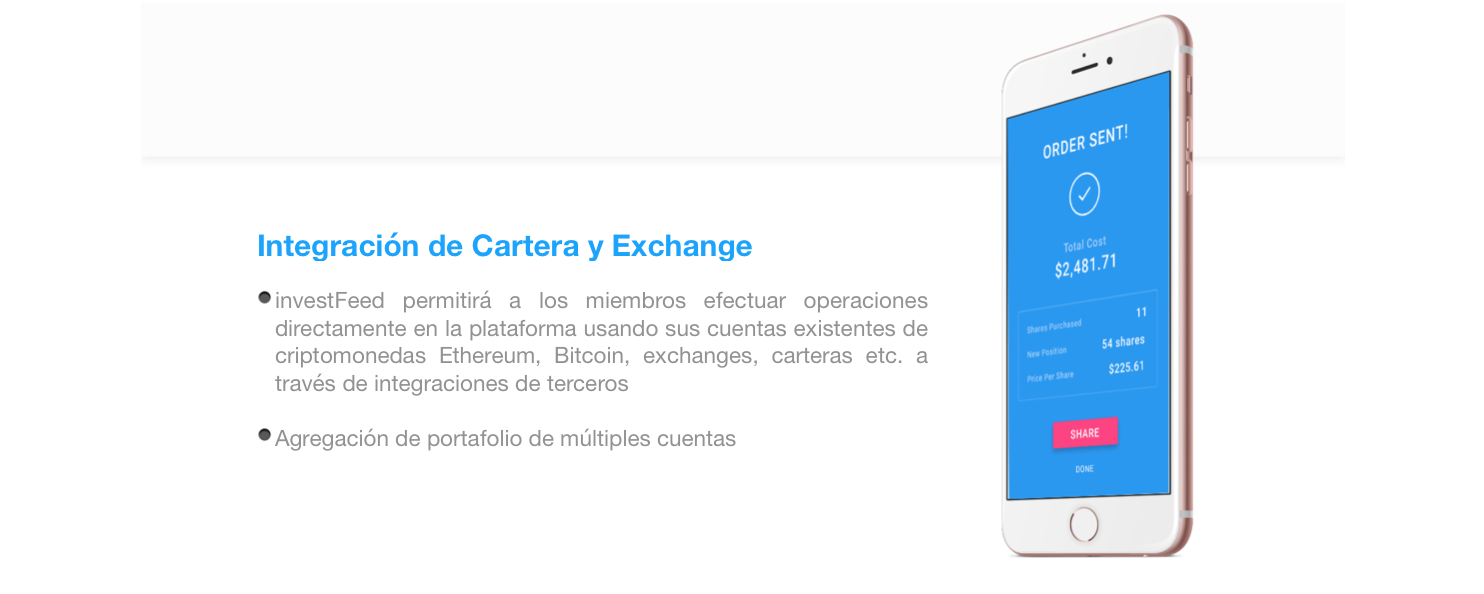 Integración de Cartera y Exchange
investFeed permitirá a los miembros efectuar operaciones
directamente en la plataforma usando sus cuentas existentes de
criptomonedas Ethereum, Bitcoin, exchanges, carteras etc. a
través de integraciones de terceros
Agregación de portafolio de múltiples cuentas
ORDER SENT!
Total Cost
$2,481.71
Shares Purchased 11
New Position 54 shares
Price Per Share $225.61
SHARE
DONE